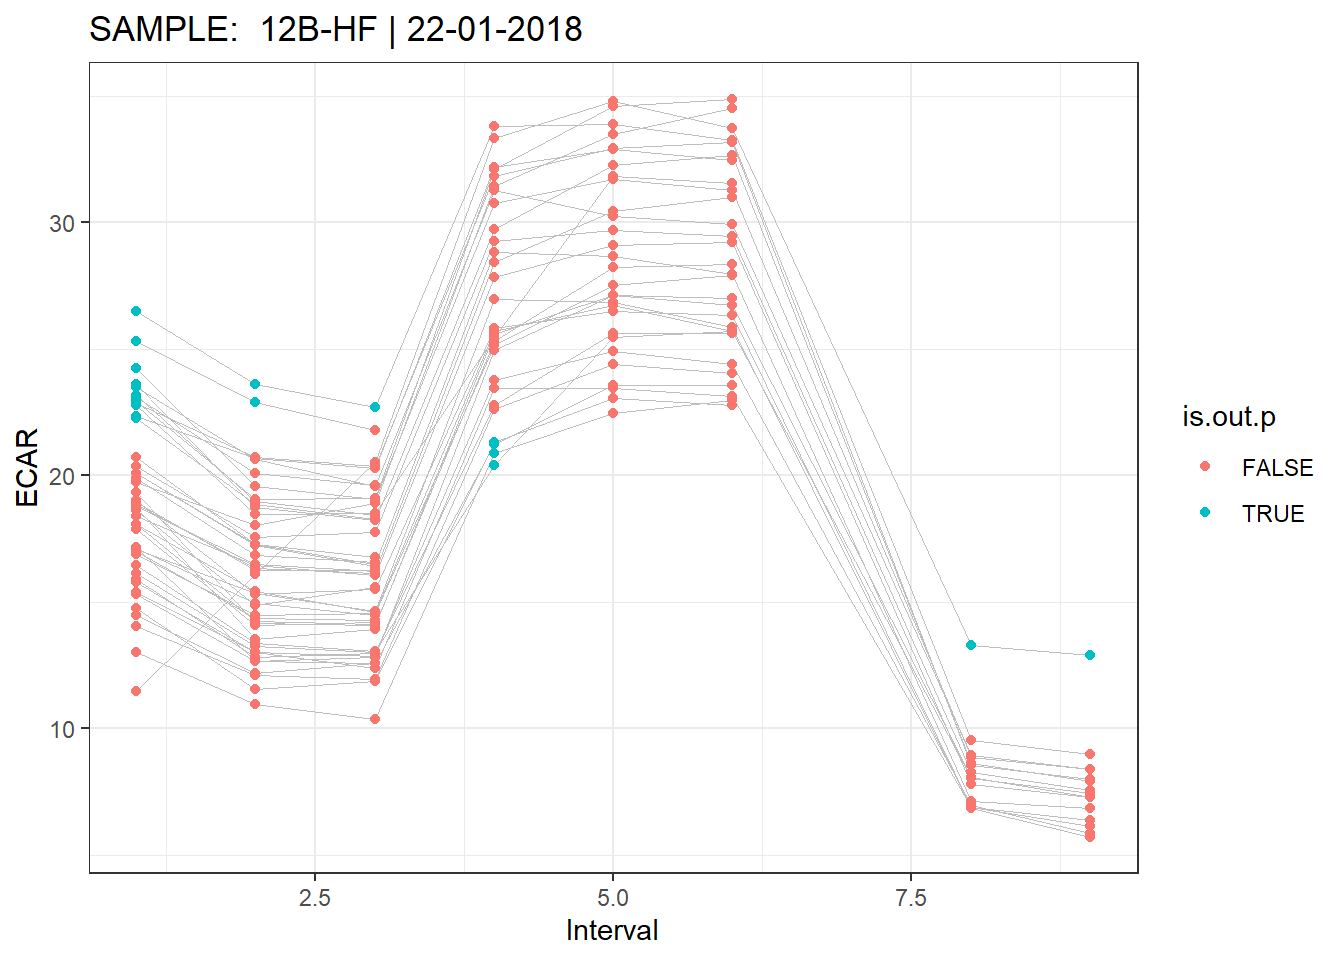 SAMPLE:  12B-HF | 22-01-2018
ECAR
30
20
10
2.5
5.0
7.5
Interval
is.out.p
FALSE
TRUE